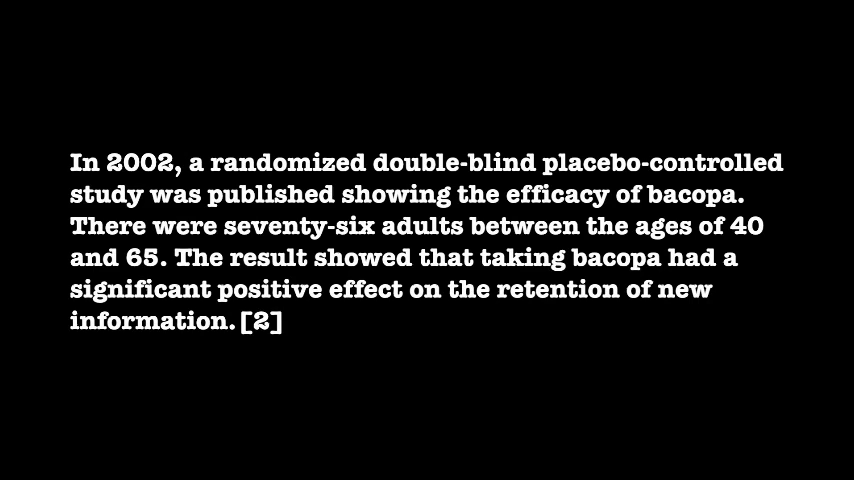 In 2002, a randomized double-blind placebo-controlled
study was published showing the efficacy of bacopa.
There were seventy-six adults between the ages of 40
and 65. The result showed that taking bacopa had a
significant positive effect on the retention of new
information.[2]